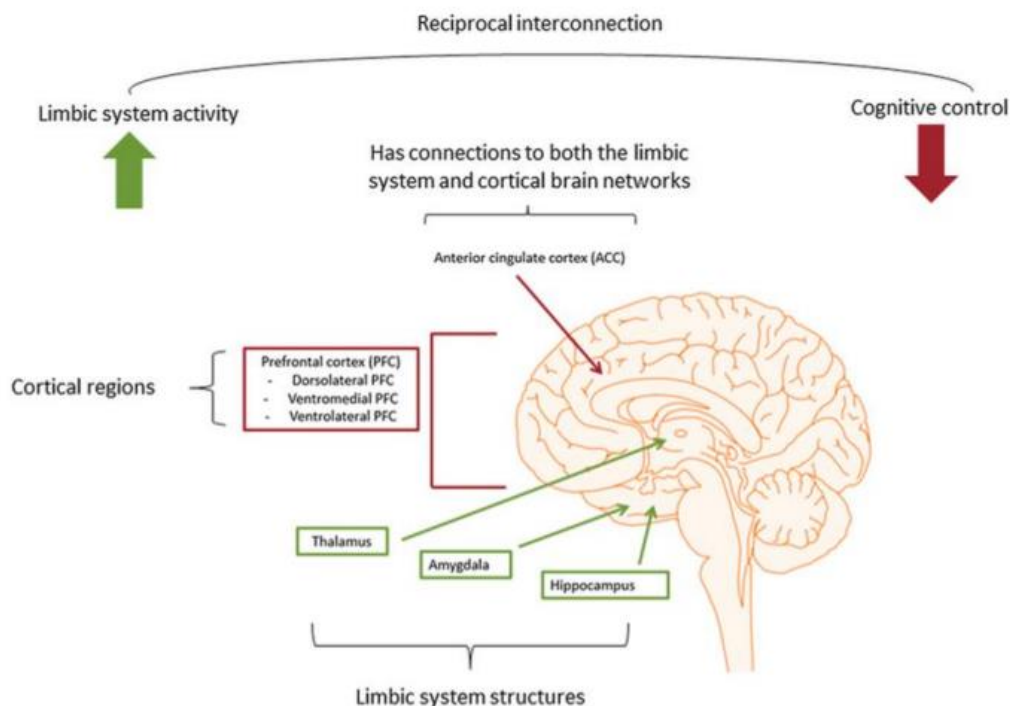 Reciprocal interconnection
Limbic system activity
Cognitive control
Has connections to both the limbic
system and cortical brain networks
Anterior cingulate cortex (ACC)
Cortical regions
Prefrontal cortex (PFC)
- Dorsolateral PFC
- Ventromedial PFC
- Ventrolateral PFC
Thalamus
Amygdala
Hippocampus
Limbic system structures